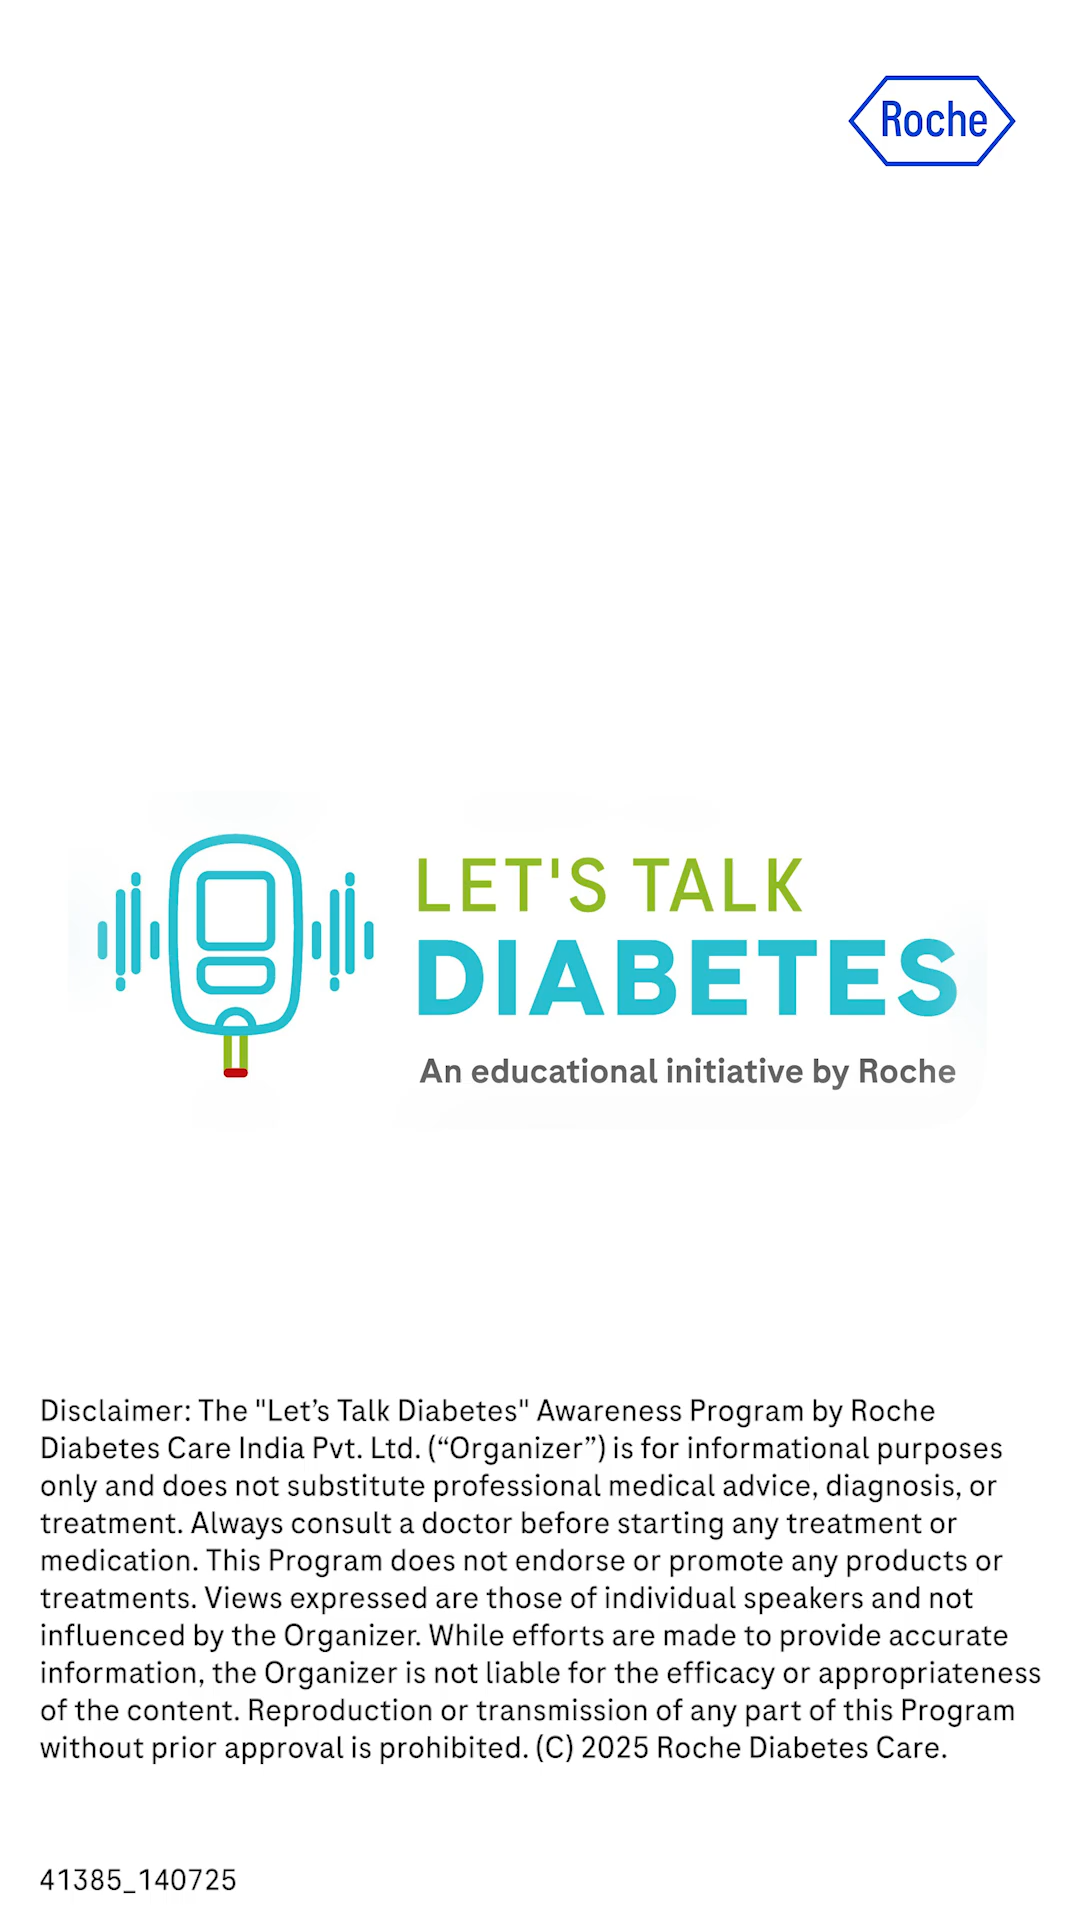 Roche
LET'S TALK
DIABETES
An educational initiative by Roche
Disclaimer: The "Let’s Talk Diabetes" Awareness Program by Roche
Diabetes Care India Pvt. Ltd. (“Organizer”) is for informational purposes
only and does not substitute professional medical advice, diagnosis, or
treatment. Always consult a doctor before starting any treatment or
medication. This Program does not endorse or promote any products or
treatments. Views expressed are those of individual speakers and not
influenced by the Organizer. While efforts are made to provide accurate
information, the Organizer is not liable for the efficacy or appropriateness
of the content. Reproduction or transmission of any part of this Program
without prior approval is prohibited. (C) 2025 Roche Diabetes Care.
41385_140725